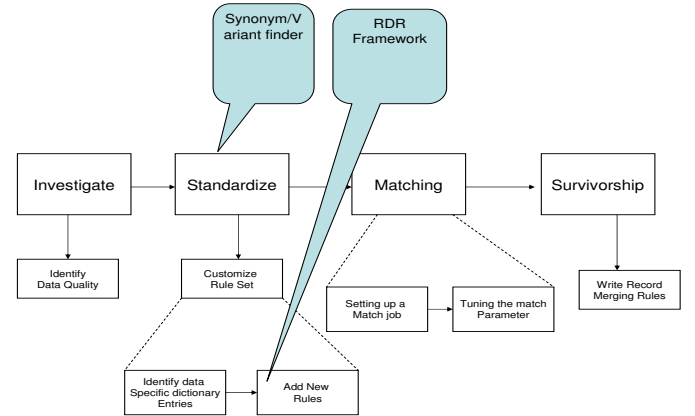 Synonym/V
ariant finder
RDR
Framework
Investigate
Standardize
Matching
Survivorship
Identify
Data Quality
Customize
Rule Set
Setting up a
Match job
Tuning the match
Parameter
Write Record
Merging Rules
Identify data
Specific dictionary
Entries
Add New
Rules